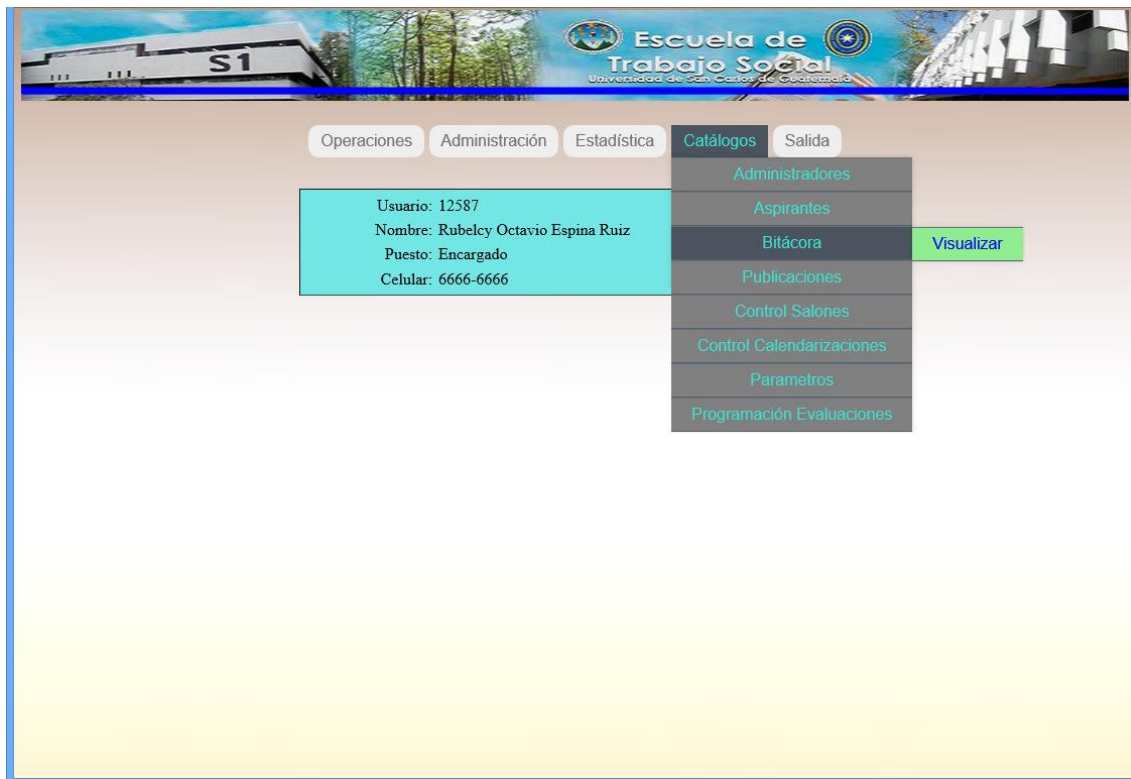 S1
Escuela de
Trabajo Social
Universidad de San Carlos de Guatemala
Operaciones Administración Estadística Catálogos Salida
Administradores
Usuario: 12587
Nombre: Rubelcy Octavio Espina Ruiz
Puesto: Encargado
Celular: 6666-6666
Aspirantes
Bitácora Visualizar
Publicaciones
Control Salones
Control Calendarizaciones
Parametros
Programación Evaluaciones